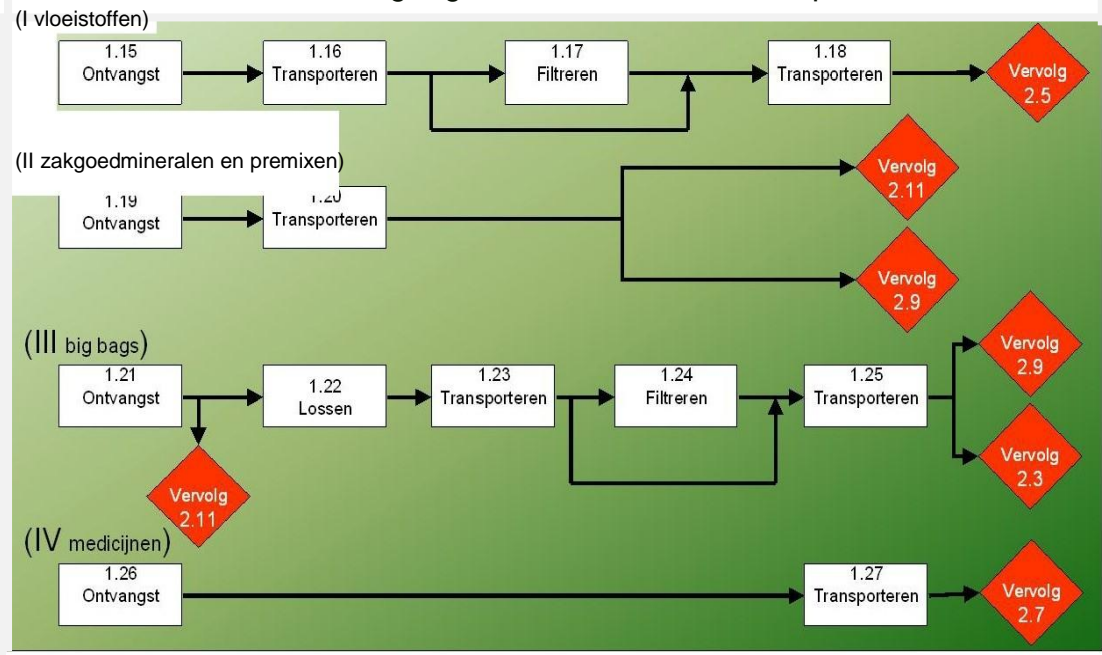 (I vloeistoffen)
1.15
Ontvangst
1.16
Transporteren
1.17
Filtreren
1.18
Transporteren
Vervolg
2.5
(II zakgoedmineralen en premixen)
1.19
Ontvangst
1.20
Transporteren
Vervolg
2.11
Vervolg
2.9
(III big bags)
1.21
Ontvangst
1.22
Lossen
1.23
Transporteren
1.24
Filtreren
1.25
Transporteren
Vervolg
2.9
Vervolg
2.3
Vervolg
2.11
(IV medicijnen)
1.26
Ontvangst
1.27
Transporteren
Vervolg
2.7